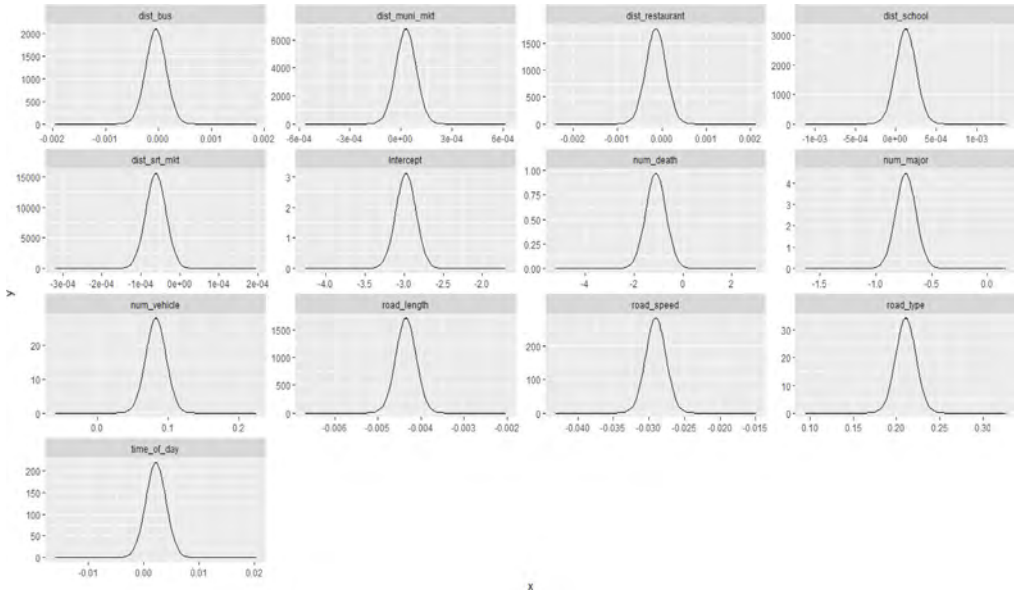 dist_bus dist_muni_mkt dist_restaurant dist_school
2000 1500 1000 500 0
6000 4000 2000 0
1500 1000 500 0
3000 2000 1000 0
-0.002 -0.001 0.000 0.001 0.002 -6e-04 -3e-04 0e+00 3e-04 6e-04 -0.002 -0.001 0.000 0.001 0.002 -1e-03 -5e-04 0e+00 5e-04 1e-03
dist_srt_mkt Intercept num_death num_major
15000 10000 5000 0
3 2 1 0
1.00 0.75 0.50 0.25 0.00
4 3 2 1 0
-3e-04 -2e-04 -1e-04 0e+00 1e-04 2e-04 -4.0 -3.5 -3.0 -2.5 -2.0 -4 -2 0 2 -1.5 -1.0 -0.5 0.0
y
num_vehicle road_length road_speed road_type
20 10 0
1500 1000 500 0
200 100 0
30 20 10 0
0.0 0.1 0.2 -0.006 -0.005 -0.004 -0.003 -0.002 -0.040 -0.035 -0.030 -0.025 -0.020 -0.015 0.10 0.15 0.20 0.25 0.30
time_of_day
200 150 100 50 0
-0.01 0.00 0.01 0.02
x